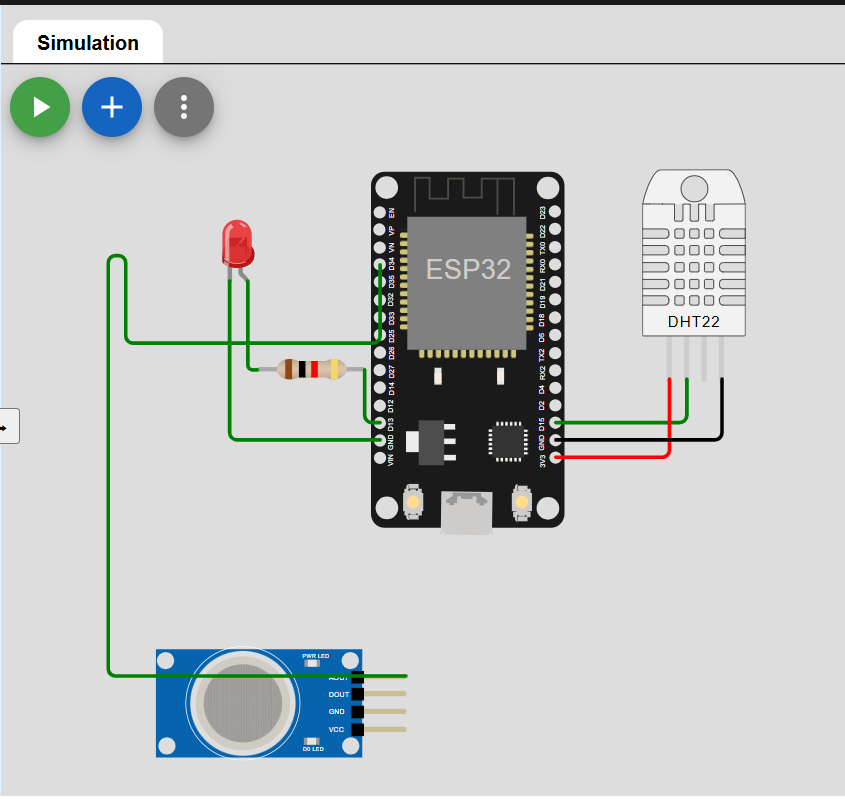 Simulation
EN
VP
VN
D34
D35
D32
D33
D25
D26
D27
D14
D12
D13
GND
VIN
ESP32
D23
D22
TX0
RX0
D21
D19
D18
D5
TX2
RX2
D4
D2
D15
GND
3V3
DHT22
PWR LED
AOUT
DOUT
GND
VCC
D0 LED